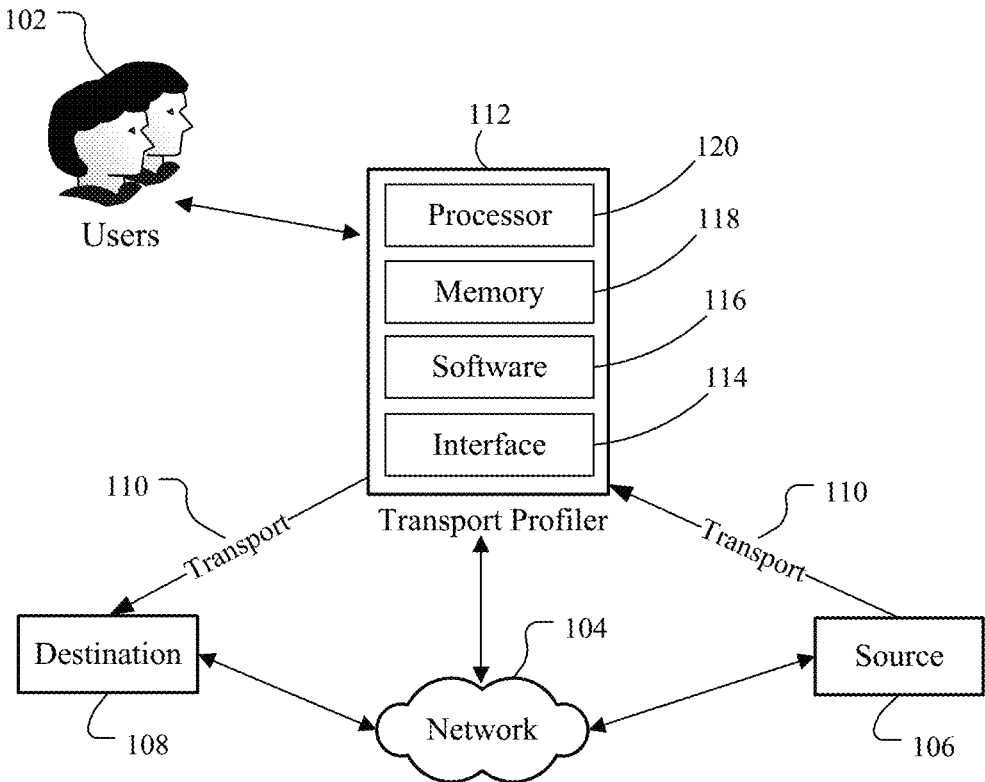 102
112
120
Processor
Users
118
Memory
116
Software
114
Interface
110
110
Transport Profiler
Transport
Transport
104
Destination
Source
Network
108
106